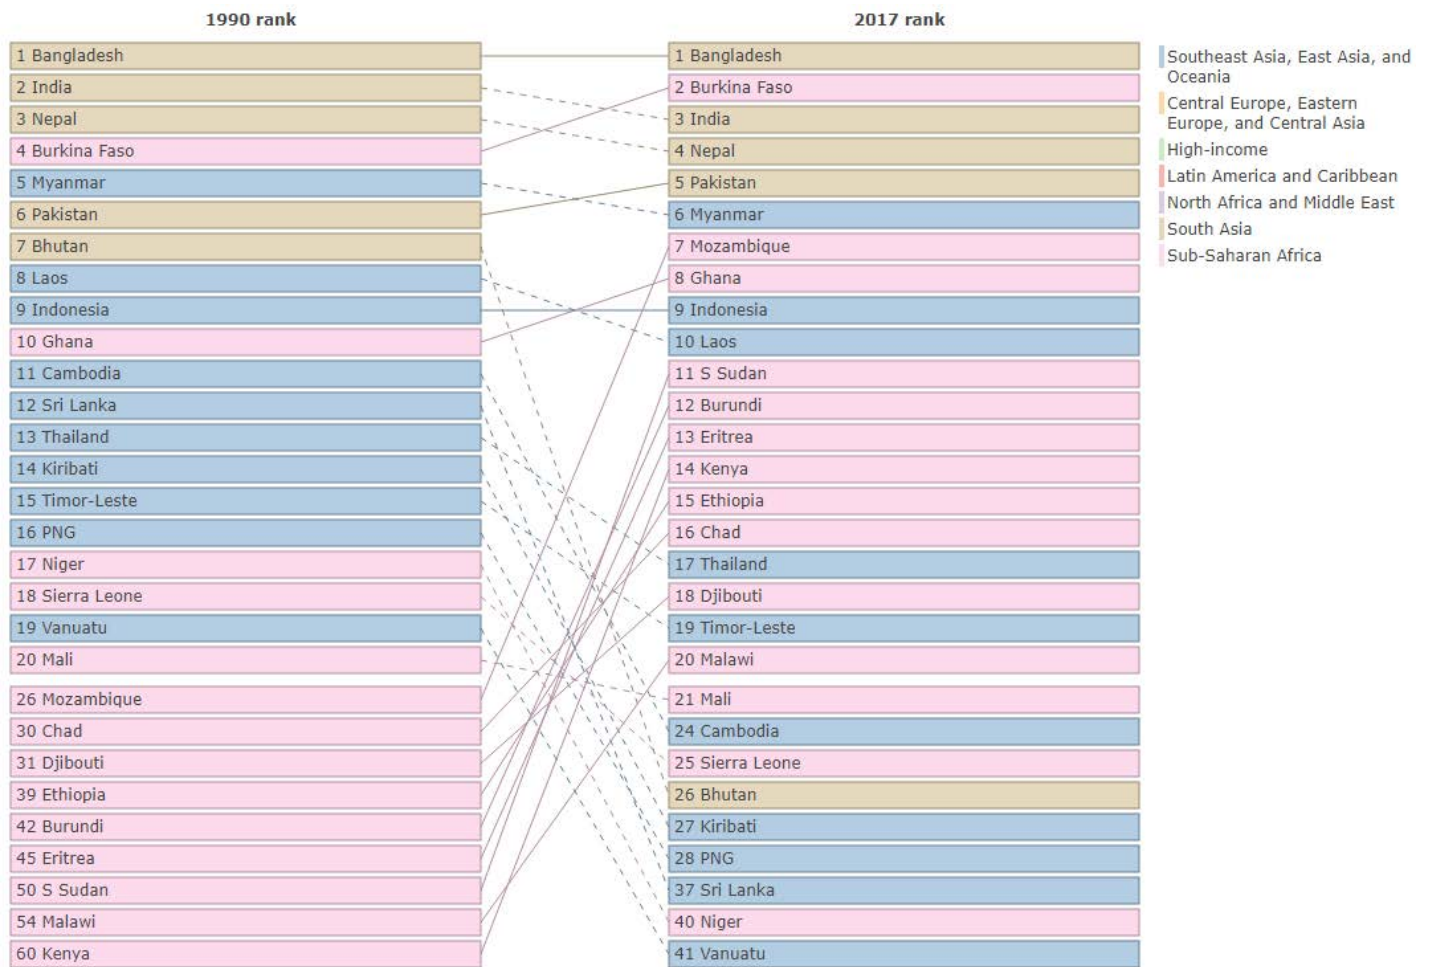 1990 rank
1 Bangladesh
2 India
3 Nepal
4 Burkina Faso
5 Myanmar
6 Pakistan
7 Bhutan
8 Laos
9 Indonesia
10 Ghana
11 Cambodia
12 Sri Lanka
13 Thailand
14 Kiribati
15 Timor-Leste
16 PNG
17 Niger
18 Sierra Leone
19 Vanuatu
20 Mali
26 Mozambique
30 Chad
31 Djibouti
39 Ethiopia
42 Burundi
45 Eritrea
50 S Sudan
54 Malawi
60 Kenya
2017 rank
1 Bangladesh
2 Burkina Faso
3 India
4 Nepal
5 Pakistan
6 Myanmar
7 Mozambique
8 Ghana
9 Indonesia
10 Laos
11 S Sudan
12 Burundi
13 Eritrea
14 Kenya
15 Ethiopia
16 Chad
17 Thailand
18 Djibouti
19 Timor-Leste
20 Malawi
21 Mali
24 Cambodia
25 Sierra Leone
26 Bhutan
27 Kiribati
28 PNG
37 Sri Lanka
40 Niger
41 Vanuatu
Southeast Asia, East Asia, and
Oceania
Central Europe, Eastern
Europe, and Central Asia
High-income
Latin America and Caribbean
North Africa and Middle East
South Asia
Sub-Saharan Africa